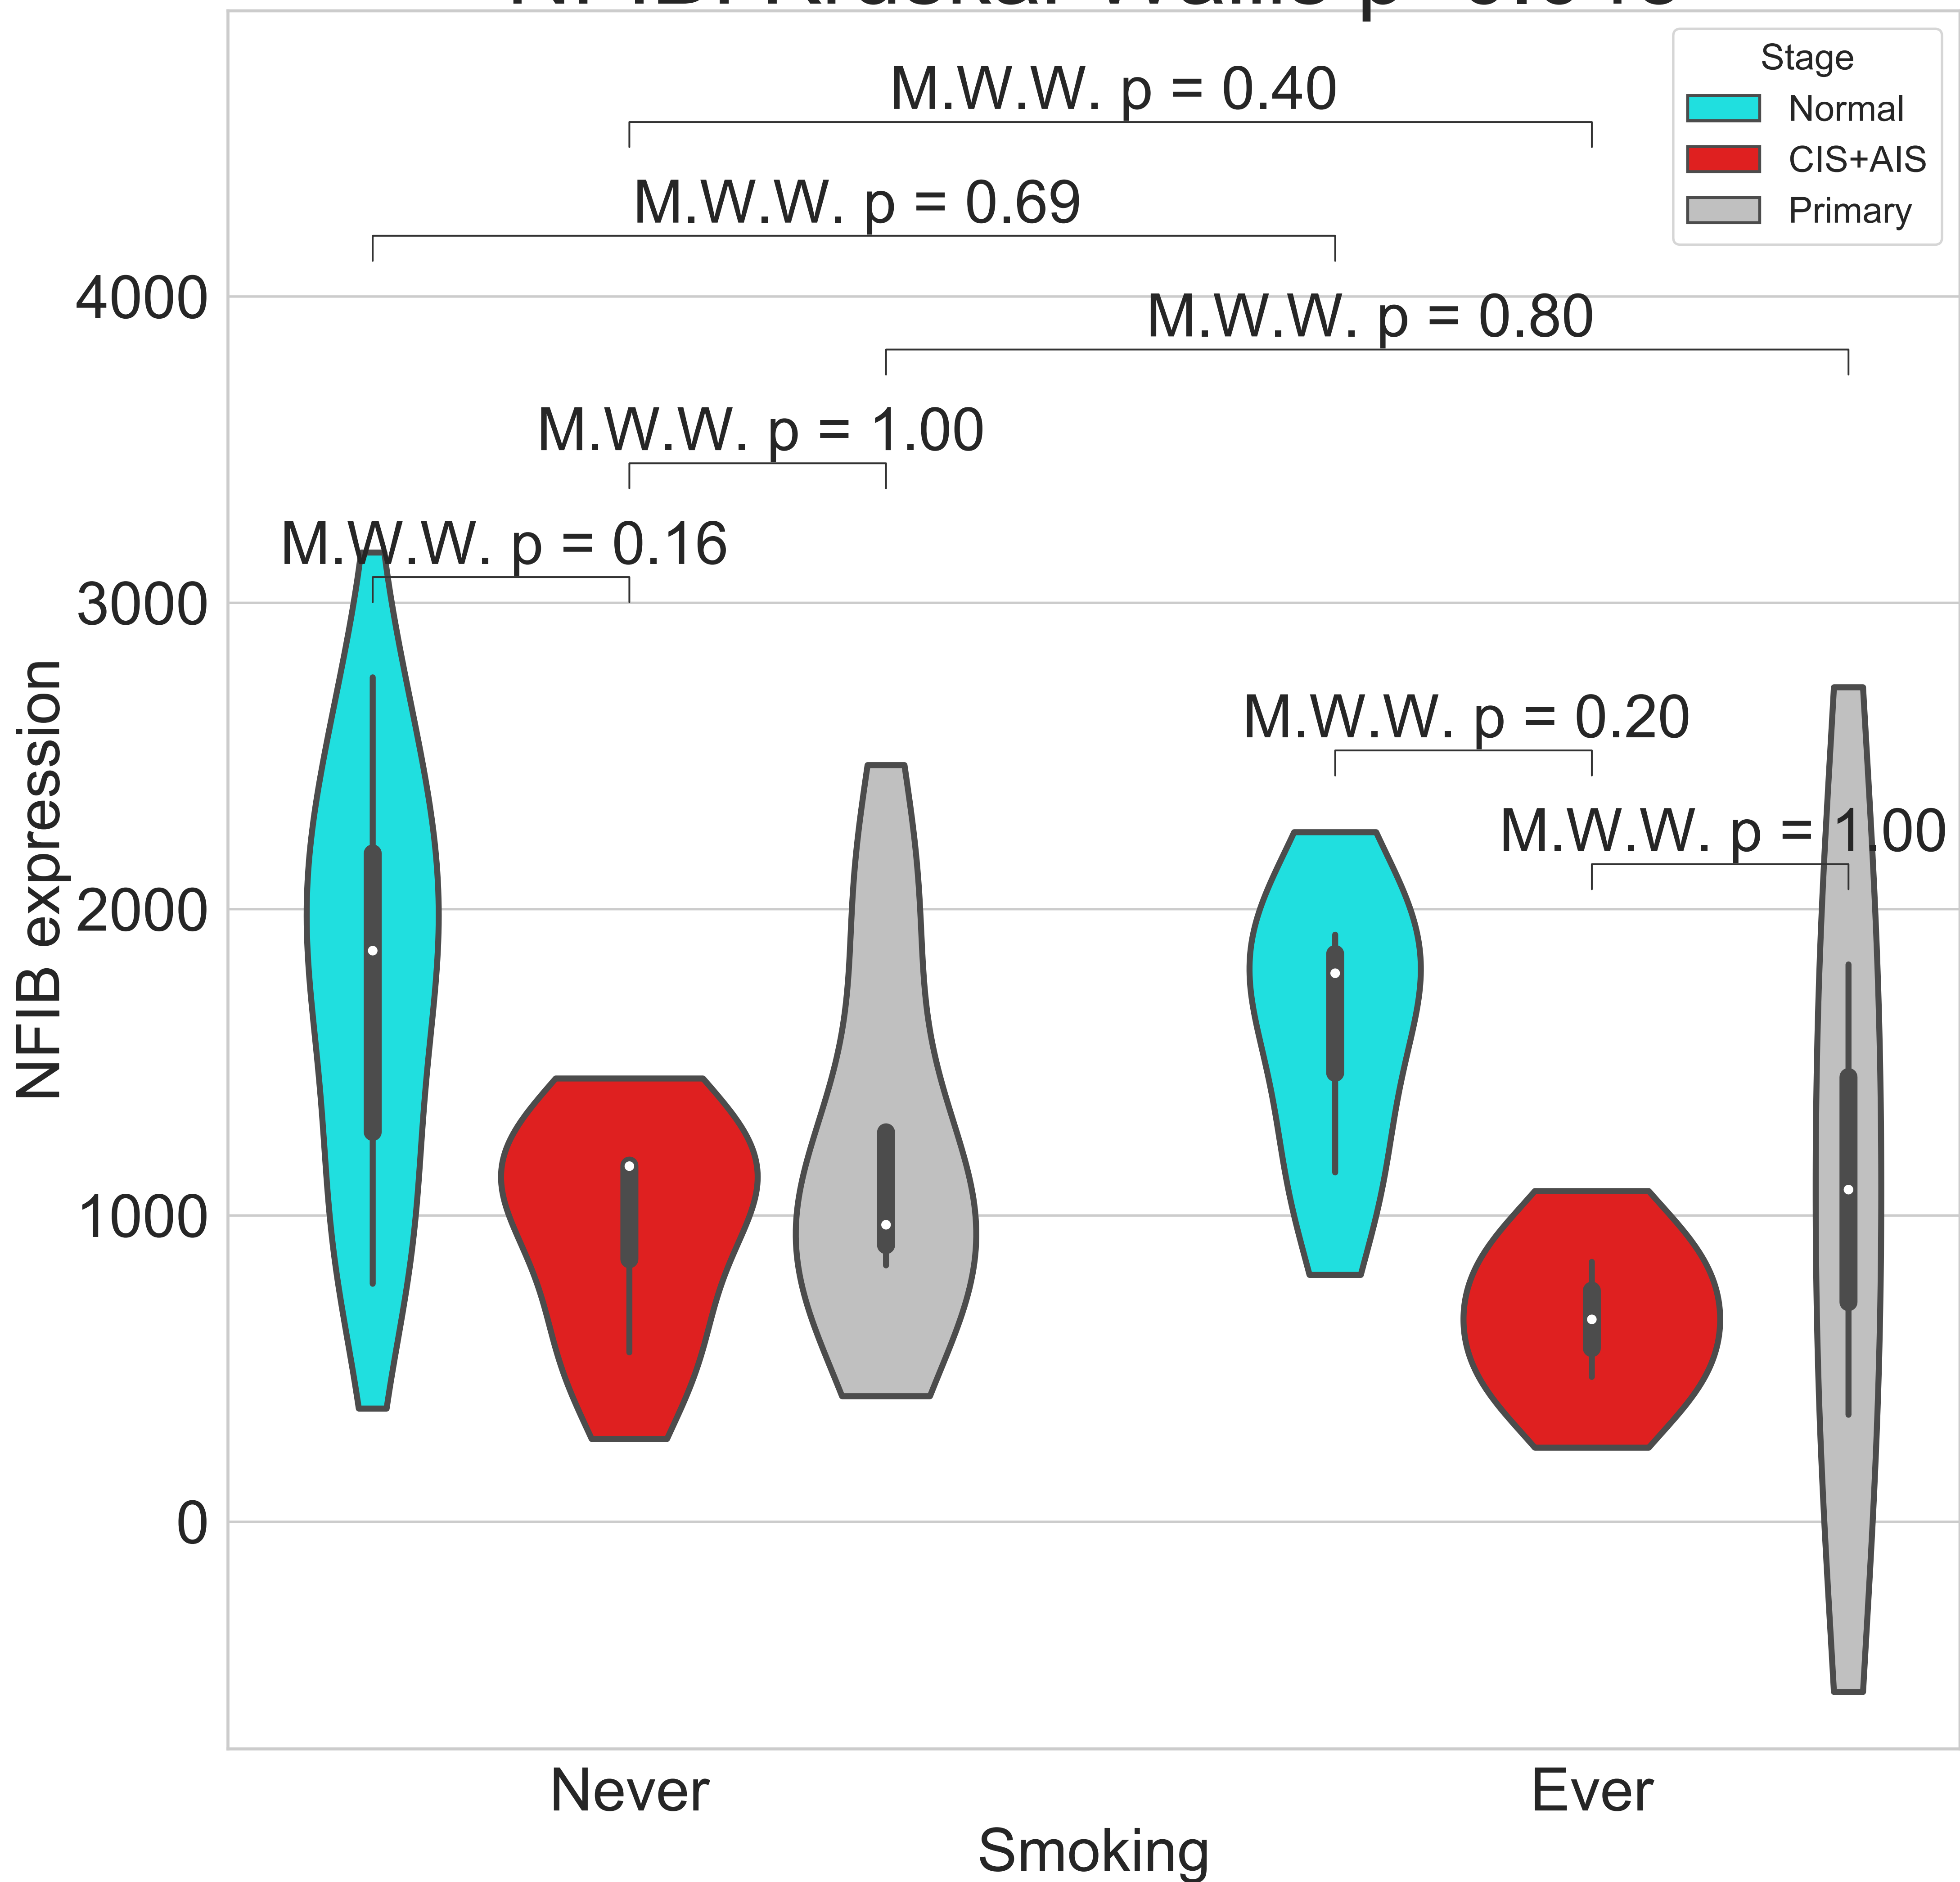 Stage
Normal
CIS+AIS
Primary
M.W.W. p = 0.40
M.W.W. p = 0.69
M.W.W. p = 0.80
M.W.W. p = 1.00
M.W.W. p = 0.16
M.W.W. p = 0.20
M.W.W. p = 1.00
4000
3000
2000
1000
0
NFIB expression
Never
Ever
Smoking